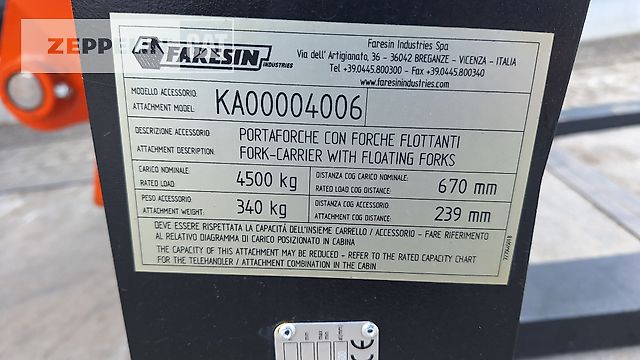 ZEPPELIN CAT
FARESIN INDUSTRIES
Faresin Industries Spa
Via dell' Artigianato, 36 - 36042 BREGANZE - VICENZA - ITALIA
Tel +39.0445.800300 - Fax +39.0445.800340
www.faresinindustries.com
MODELLO ACCESSORIO:
ATTACHMENT MODEL:
KA00004006
DESCRIZIONE ACCESSORIO:
ATTACHMENT DESCRIPTION:
PORTAFORCHE CON FORCHE FLOTTANTI
FORK-CARRIER WITH FLOATING FORKS
CARICO NOMINALE:
RATED LOAD:
4500 kg
DISTANZA COG CARICO NOMINALE:
RATED LOAD COG DISTANCE:
670 mm
PESO ACCESSORIO:
ATTACHMENT WEIGHT:
340 kg
DISTANZA COG ACCESSORIO:
ATTACHMENT COG DISTANCE:
239 mm
DEVE ESSERE RISPETTATA LA CAPACITÀ DELL'INSIEME CARRELLO / ACCESSORIO - FARE RIFERIMENTO
AL RELATIVO DIAGRAMMA DI CARICO POSIZIONATO IN CABINA
THE CAPACITY OF THIS ATTACHMENT MAY BE REDUCED - REFER TO THE RATED CAPACITY CHART
FOR THE TELEHANDLER / ATTACHMENT COMBINATION IN THE CABIN
CE